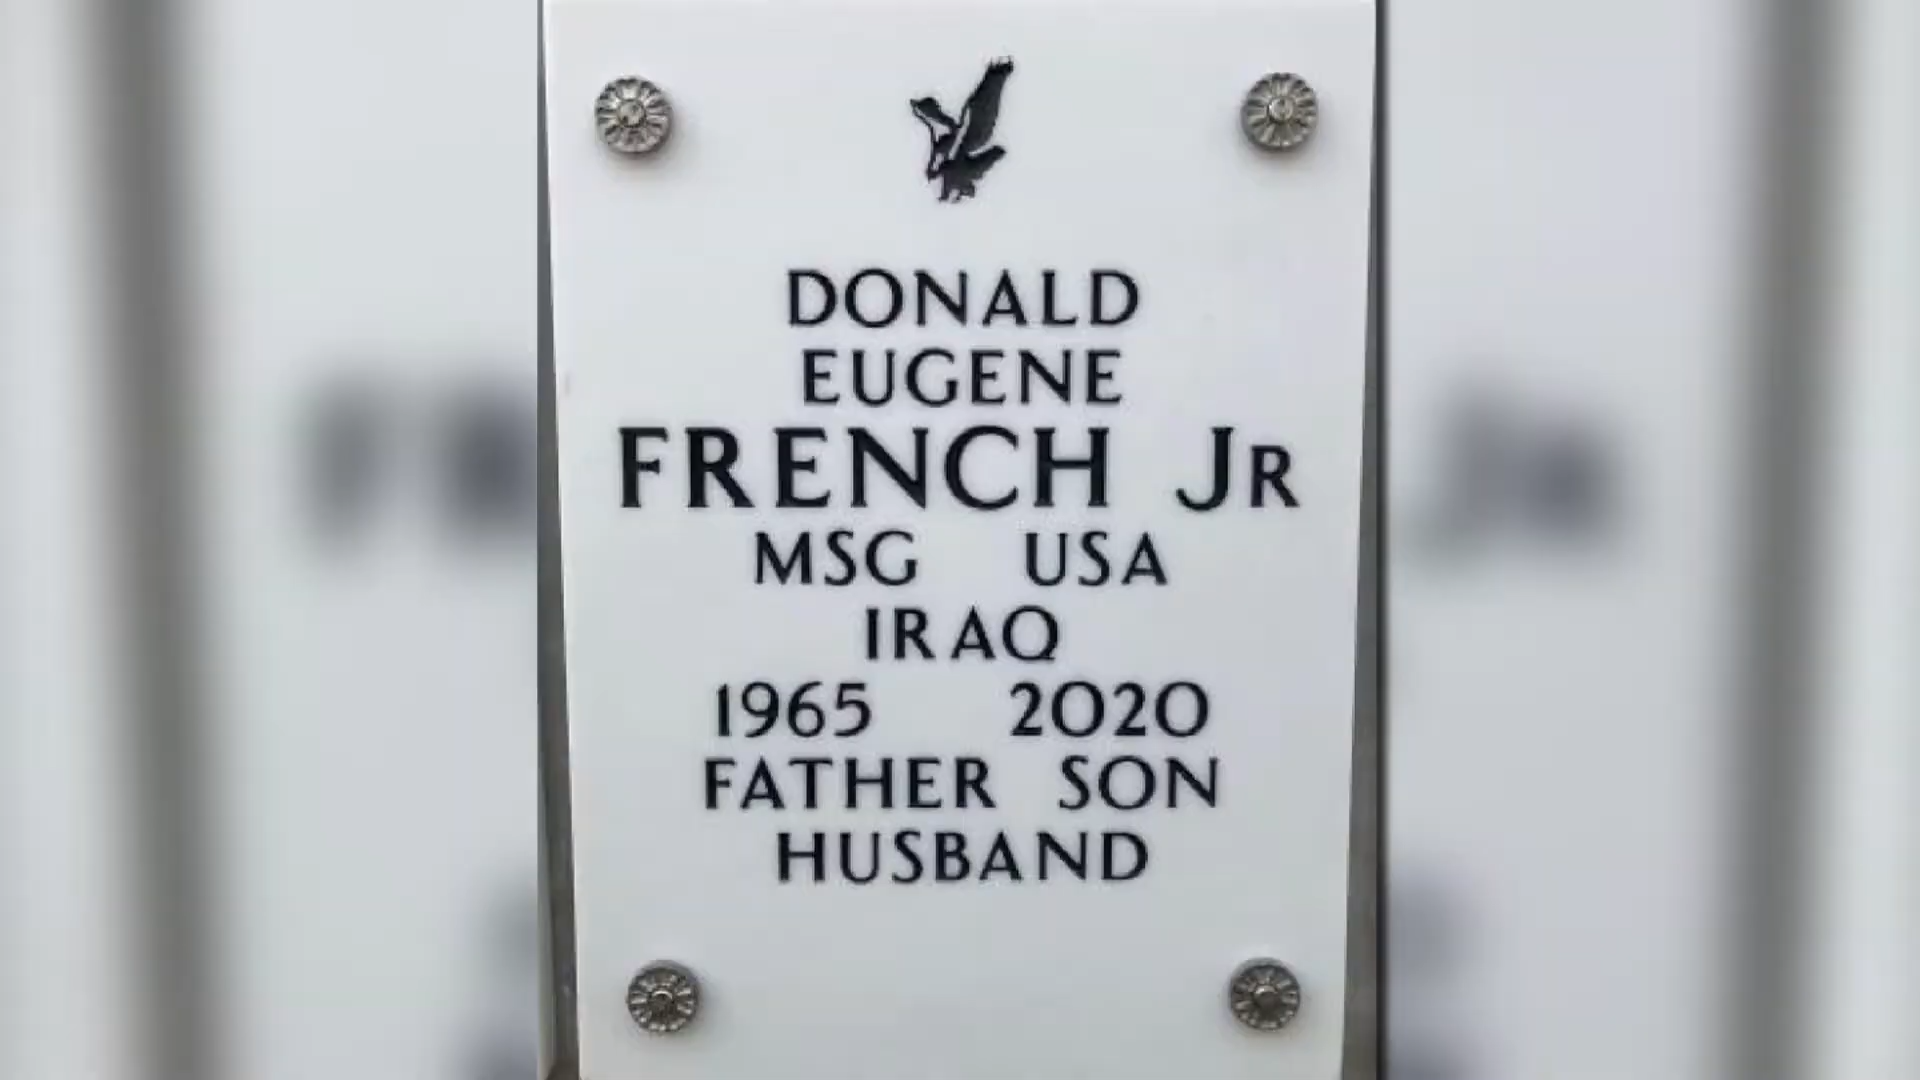 DONALD
EUGENE
FRENCH JR
MSG USA
IRAQ
1965 2020
FATHER SON
HUSBAND